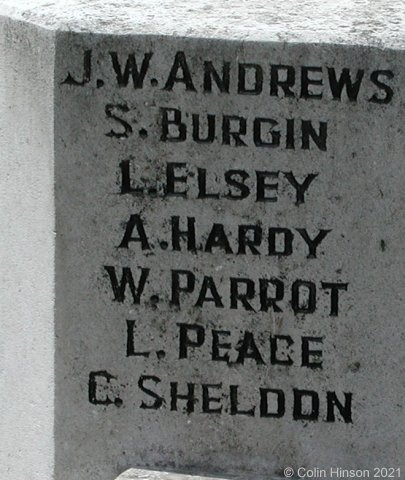 J. W. ANDREWS
S. BURGIN
L. ELSEY
A. HARDY
W. PARROT
L. PEACE
C. SHELDON
© Colin Hinson 2021